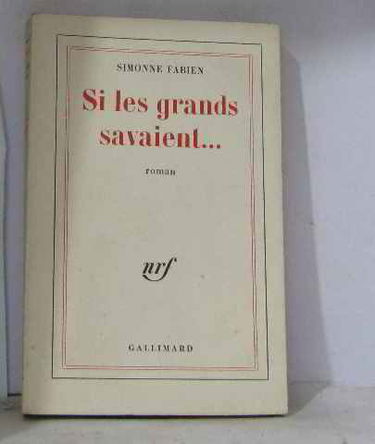 SIMONNE FABIEN
Si les grands
savaient...
roman
nrf
GALLIMARD